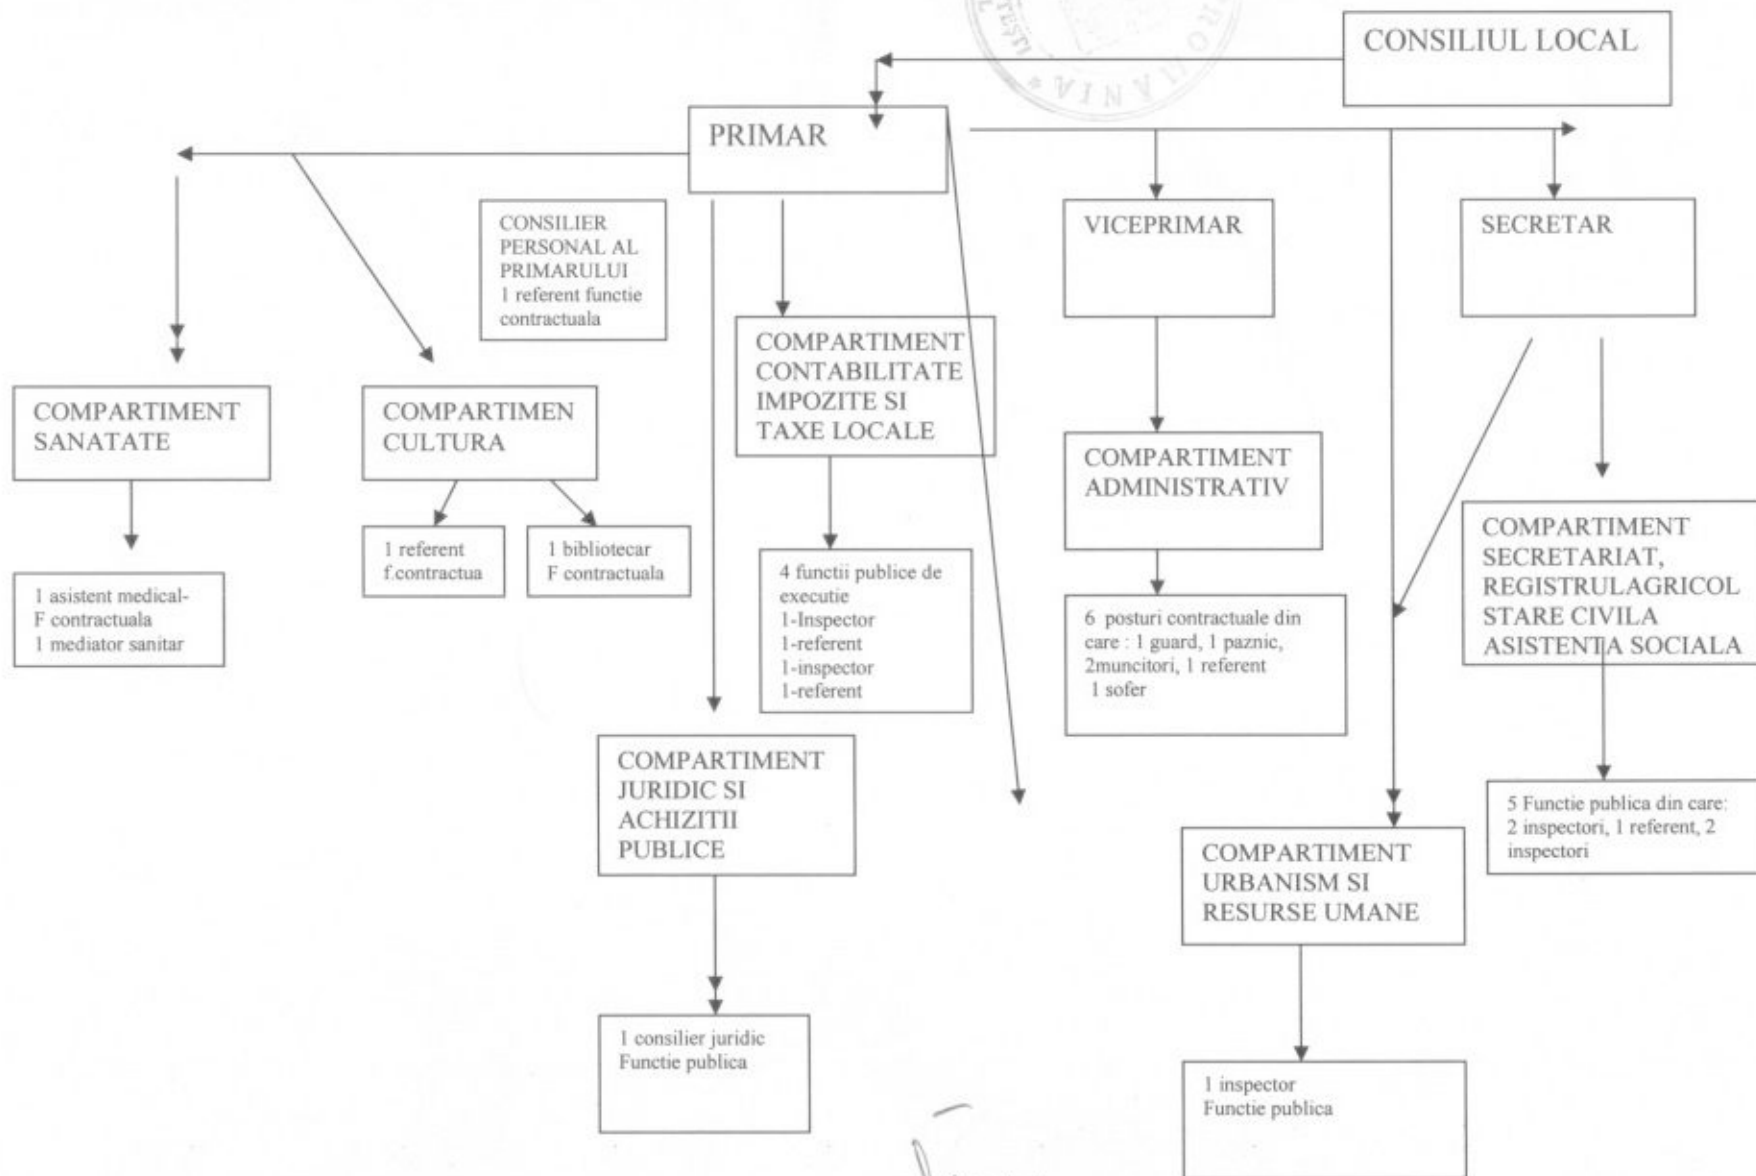 CONSILIUL LOCAL
ROMANIA *
TESTI
PRIMAR
CONSILIER
PERSONAL AL
PRIMARULUI
1 referent functie
contractuala
VICEPRIMAR
SECRETAR
COMPARTIMENT
CONTABILITATE
IMPOZITE SI
TAXE LOCALE
COMPARTIMENT
SANATATE
COMPARTIMEN
CULTURA
COMPARTIMENT
ADMINISTRATIV
COMPARTIMENT
SECRETARIAT,
REGISTRULAGRICOL
STARE CIVILA
ASISTENTA SOCIALA
1 referent
f.contractua
1 bibliotecar
F contractuala
4 functii publice de
executie
1-Inspector
1-referent
1-inspector
1-referent
1 asistent medical-
F contractuala
1 mediator sanitar
6 posturi contractuale din
care : 1 guard, 1 paznic,
2muncitori, 1 referent
1 sofer
COMPARTIMENT
JURIDIC SI
ACHIZITII
PUBLICE
5 Functie publica din care:
2 inspectori, 1 referent, 2
inspectori
COMPARTIMENT
URBANISM SI
RESURSE UMANE
1 consilier juridic
Functie publica
1 inspector
Functie publica